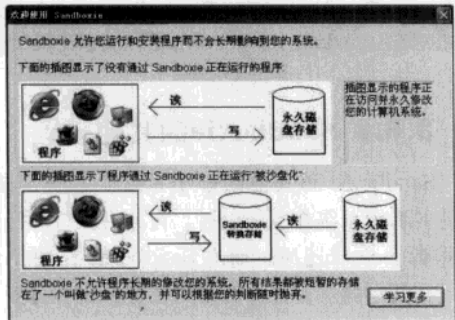 欢迎使用 Sandboxie
Sandboxie 允许您运行和安装程序而不会长期影响到您的系统。
下面的插图显示了没有通过 Sandboxie 正在运行的程序:
读
写
程序
永久磁
盘存储
插图显示的程序正
在访问并永久修改
您的计算机系统。
下面的插图显示了程序通过 Sandboxie 正在运行“被沙盘化”:
读
写
程序
Sandboxie
转换存储
读
永久磁
盘存储
Sandboxie 不允许程序长期的修改您的系统。所有结果都被短暂的存储
在了一个叫做“沙盘”的地方，并可以根据您的判断随时抛弃。
学习更多